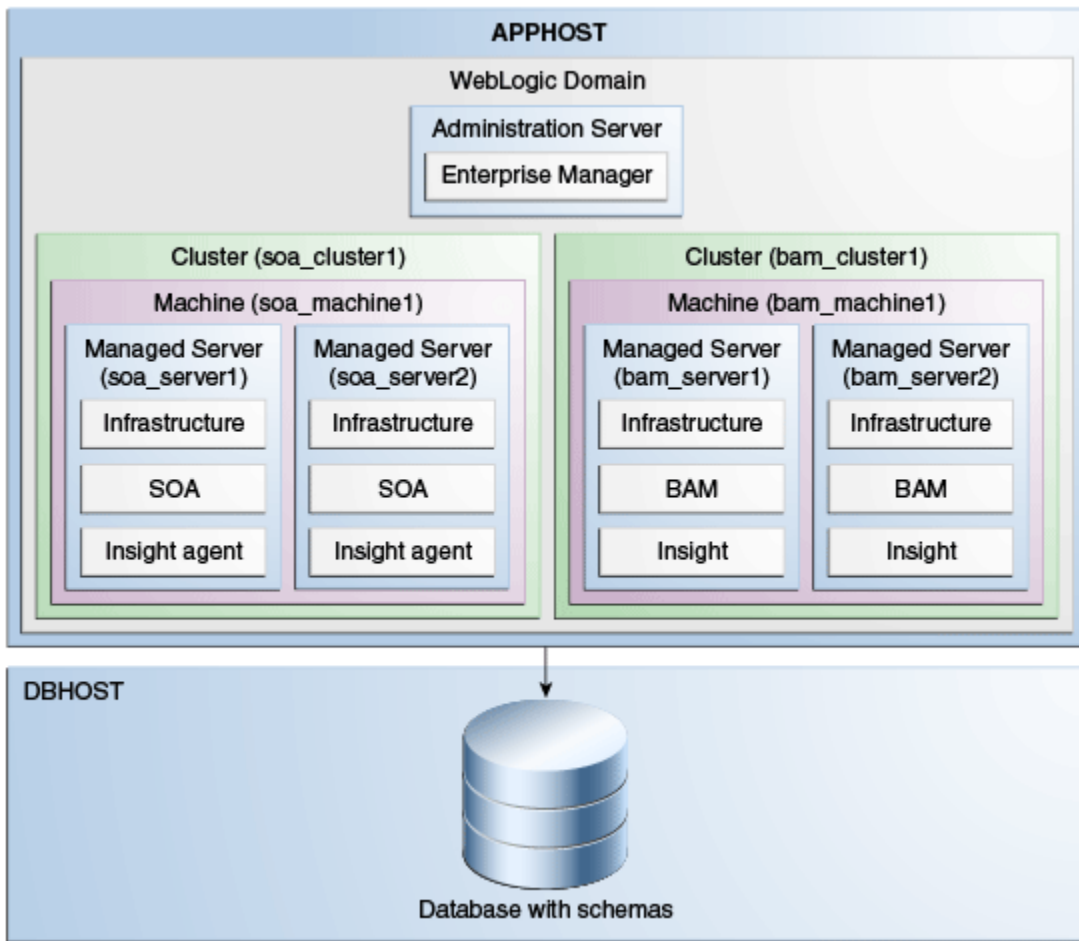 APPHOST
WebLogic Domain
Administration Server
Enterprise Manager
Cluster (soa_cluster1)
Machine (soa_machine1)
Managed Server
(soa_server1)
Infrastructure
SOA
Insight agent
Managed Server
(soa_server2)
Infrastructure
SOA
Insight agent
Cluster (bam_cluster1)
Machine (bam_machine1)
Managed Server
(bam_server1)
Infrastructure
BAM
Insight
Managed Server
(bam_server2)
Infrastructure
BAM
Insight
DBHOST
Database with schemas